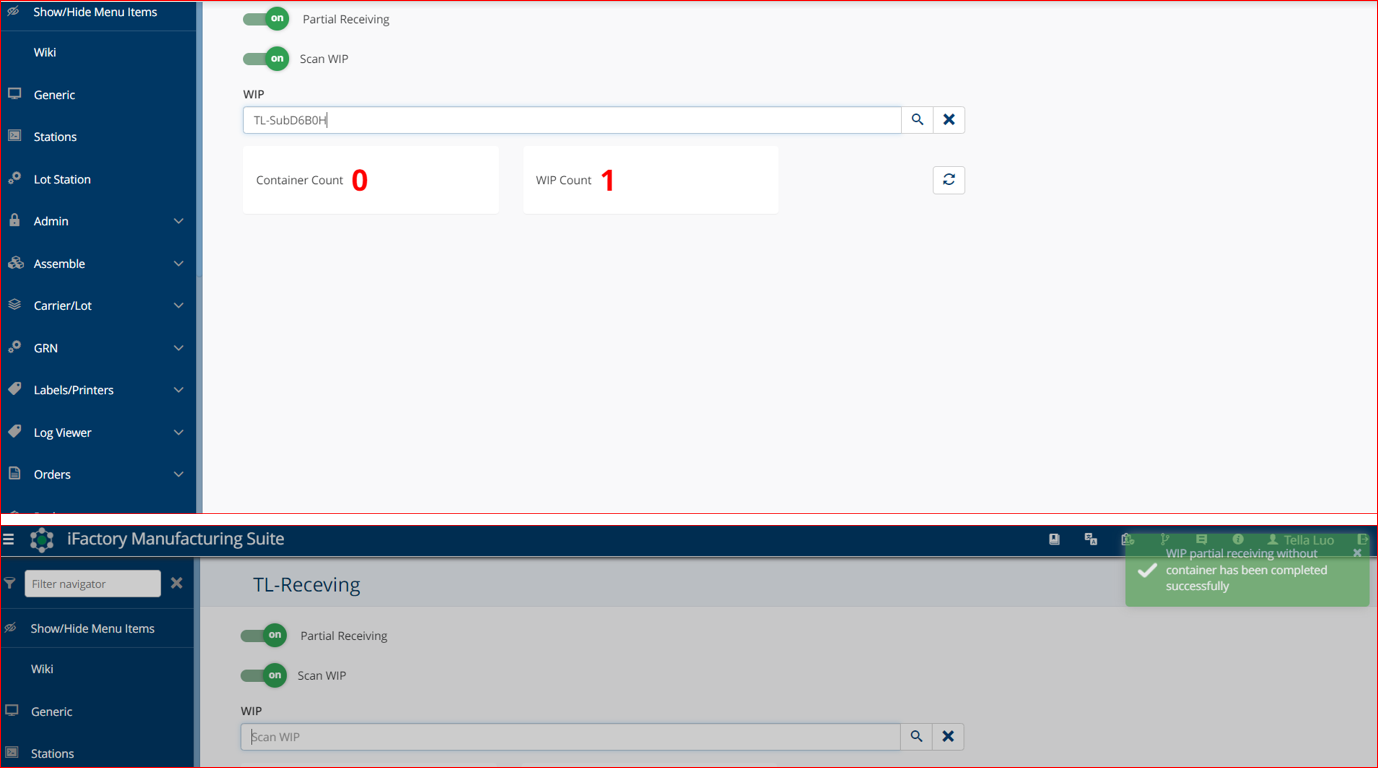 Show/Hide Menu Items
on Partial Receiving
Wiki
on Scan WIP
Generic
WIP
TL-SubD6B0H
Stations
Lot Station
Container Count 0
WIP Count 1
Admin
Assemble
Carrier/Lot
GRN
Labels/Printers
Log Viewer
Orders
iFactory Manufacturing Suite
Tella Luo
WIP partial receiving without
container has been completed
successfully
Filter navigator
TL-Receving
Show/Hide Menu Items
on Partial Receiving
Wiki
on Scan WIP
Generic
WIP
Scan WIP
Stations